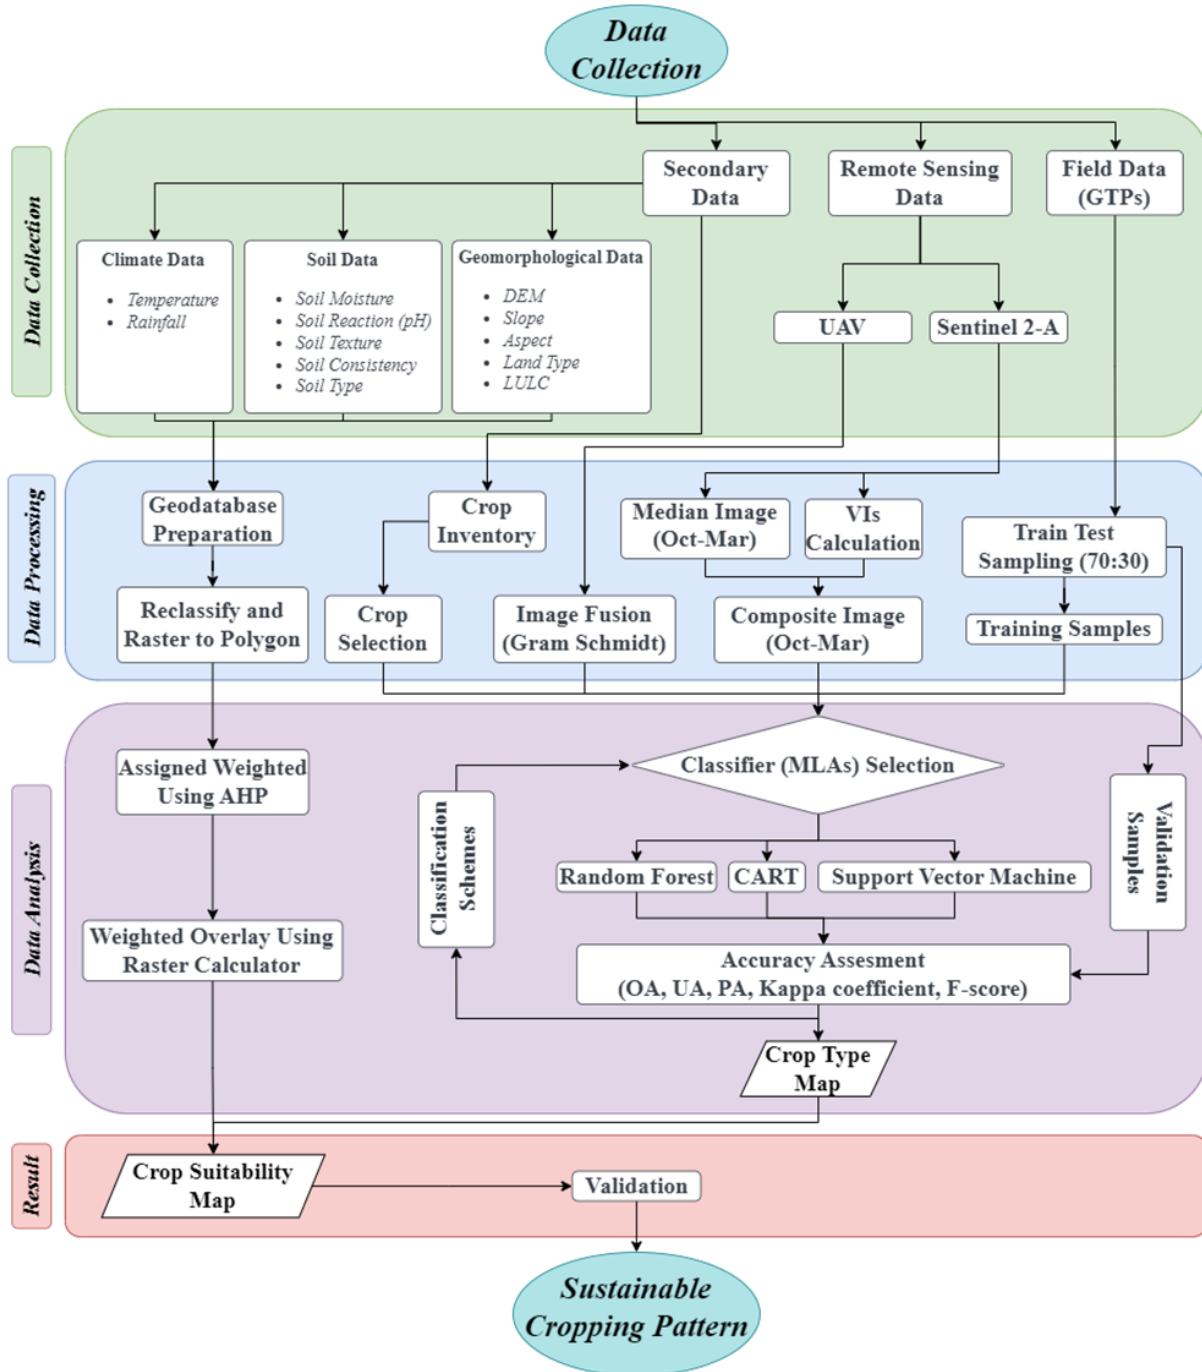 Data
Collection
Data Collection
Secondary
Data
Remote Sensing
Data
Field Data
(GTPs)
Climate Data
• Temperature
• Rainfall
Soil Data
• Soil Moisture
• Soil Reaction (pH)
• Soil Texture
• Soil Consistency
• Soil Type
Geomorphological Data
• DEM
• Slope
• Aspect
• Land Type
• LULC
UAV
Sentinel 2-A
Data Processing
Geodatabase
Preparation
Crop
Inventory
Median Image
(Oct-Mar)
VIs
Calculation
Train Test
Sampling (70:30)
Reclassify and
Raster to Polygon
Crop
Selection
Image Fusion
(Gram Schmidt)
Composite Image
(Oct-Mar)
Training Samples
Data Analysis
Assigned Weighted
Using AHP
Classification
Schemes
Classifier (MLAs) Selection
Validation
Samples
Random Forest
CART
Support Vector Machine
Weighted Overlay Using
Raster Calculator
Accuracy Assesment
(OA, UA, PA, Kappa coefficient, F-score)
Crop Type
Map
Result
Crop Suitability
Map
Validation
Sustainable
Cropping Pattern